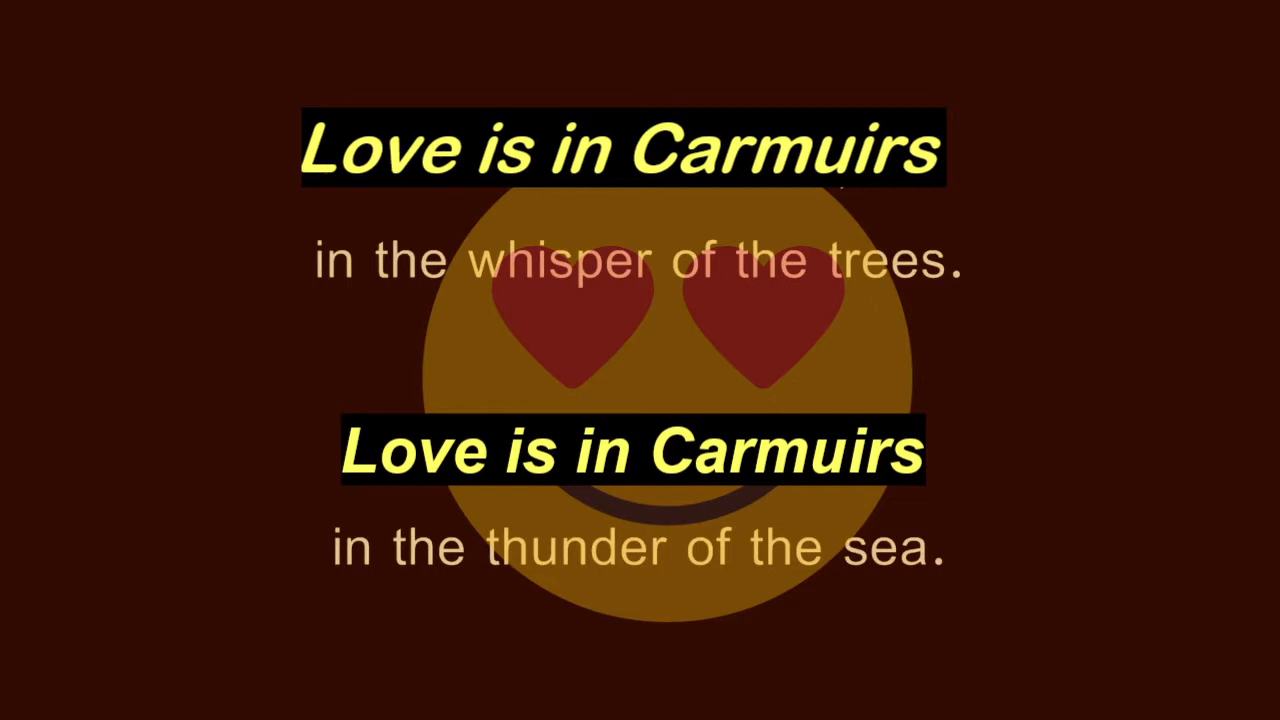 Love is in Carmuirs
in the whisper of the trees.
Love is in Carmuirs
in the thunder of the sea.